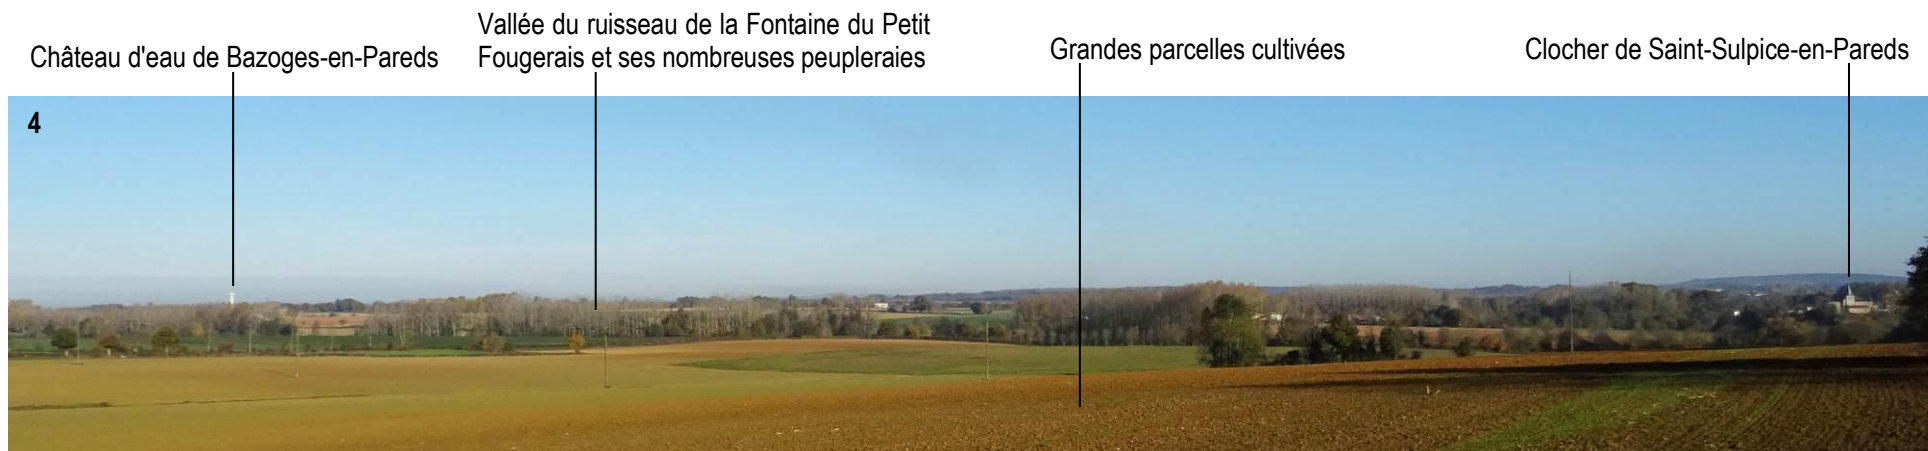 Château d'eau de Bazoges-en-Pareds
Vallée du ruisseau de la Fontaine du Petit
Fougerais et ses nombreuses peupleraies
Grandes parcelles cultivées
Clocher de Saint-Sulpice-en-Pareds
4